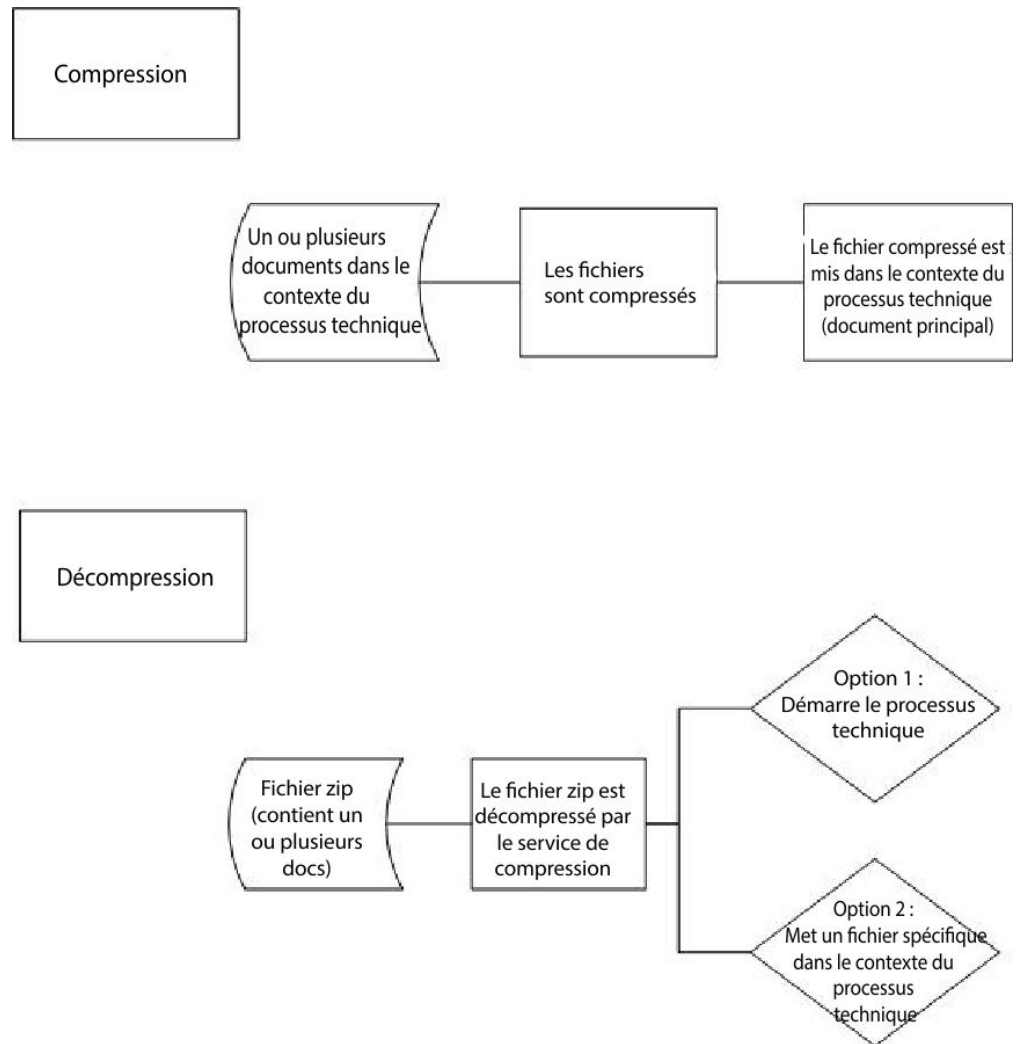 Compression
Un ou plusieurs
documents dans le
contexte du
processus technique
Les fichiers
sont compressés
Le fichier compressé est
mis dans le contexte du
processus technique
(document principal)
Décompression
Fichier zip
(contient un
ou plusieurs
docs)
Le fichier zip est
décompressé par
le service de
compression
Option 1 :
Démarre le processus
technique
Option 2 :
Met un fichier spécifique
dans le contexte du
processus
technique